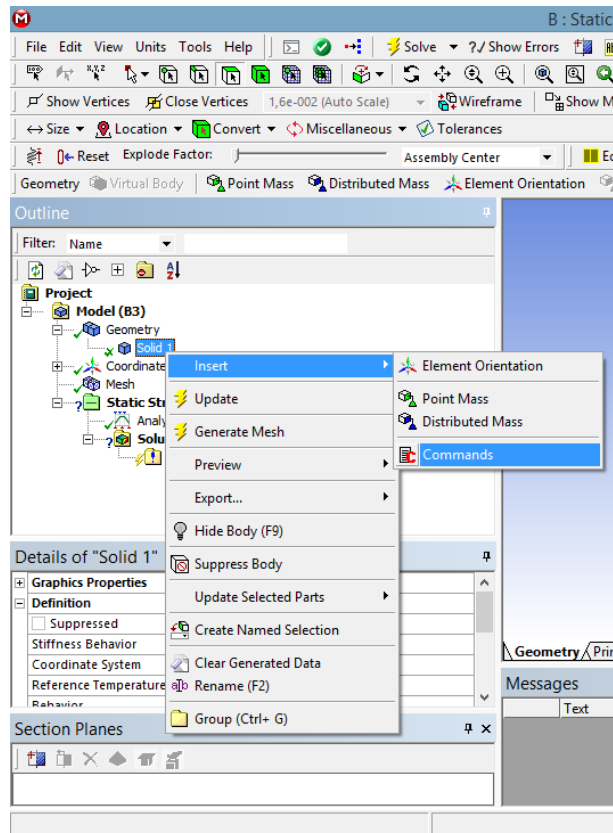 B : Static
File Edit View Units Tools Help Solve ?✓ Show Errors
Show Vertices Close Vertices 1,6e-002 (Auto Scale) Wireframe Show M
Size Location Convert Miscellaneous Tolerances
Reset Explode Factor: Assembly Center Ed
Geometry Virtual Body Point Mass Distributed Mass Element Orientation
Outline
Filter: Name
Project
Model (B3)
Geometry
Solid 1
Coordinate
Mesh
Static Str
Analy
Solu
Insert
Update
Generate Mesh
Preview
Export...
Hide Body (F9)
Suppress Body
Update Selected Parts
Create Named Selection
Clear Generated Data
Rename (F2)
Group (Ctrl+ G)
Element Orientation
Point Mass
Distributed Mass
Commands
Details of "Solid 1"
Graphics Properties
Definition
Suppressed
Stiffness Behavior
Coordinate System
Reference Temperature
Behavior
Section Planes
Geometry Prin
Messages
Text